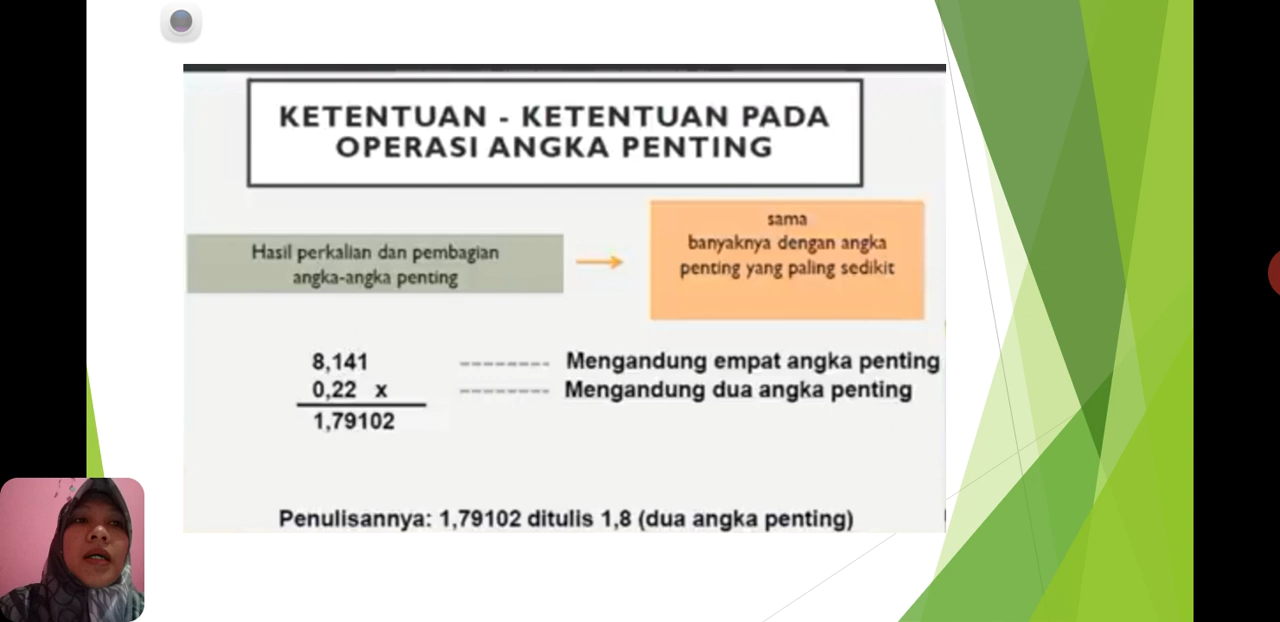 KETENTUAN - KETENTUAN PADA
OPERASI ANGKA PENTING
Hasil perkalian dan pembagian
angka-angka penting
sama
banyaknya dengan angka
penting yang paling sedikit
8,141 -------- Mengandung empat angka penting
0,22 x -------- Mengandung dua angka penting
1,79102
Penulisannya: 1,79102 ditulis 1,8 (dua angka penting)